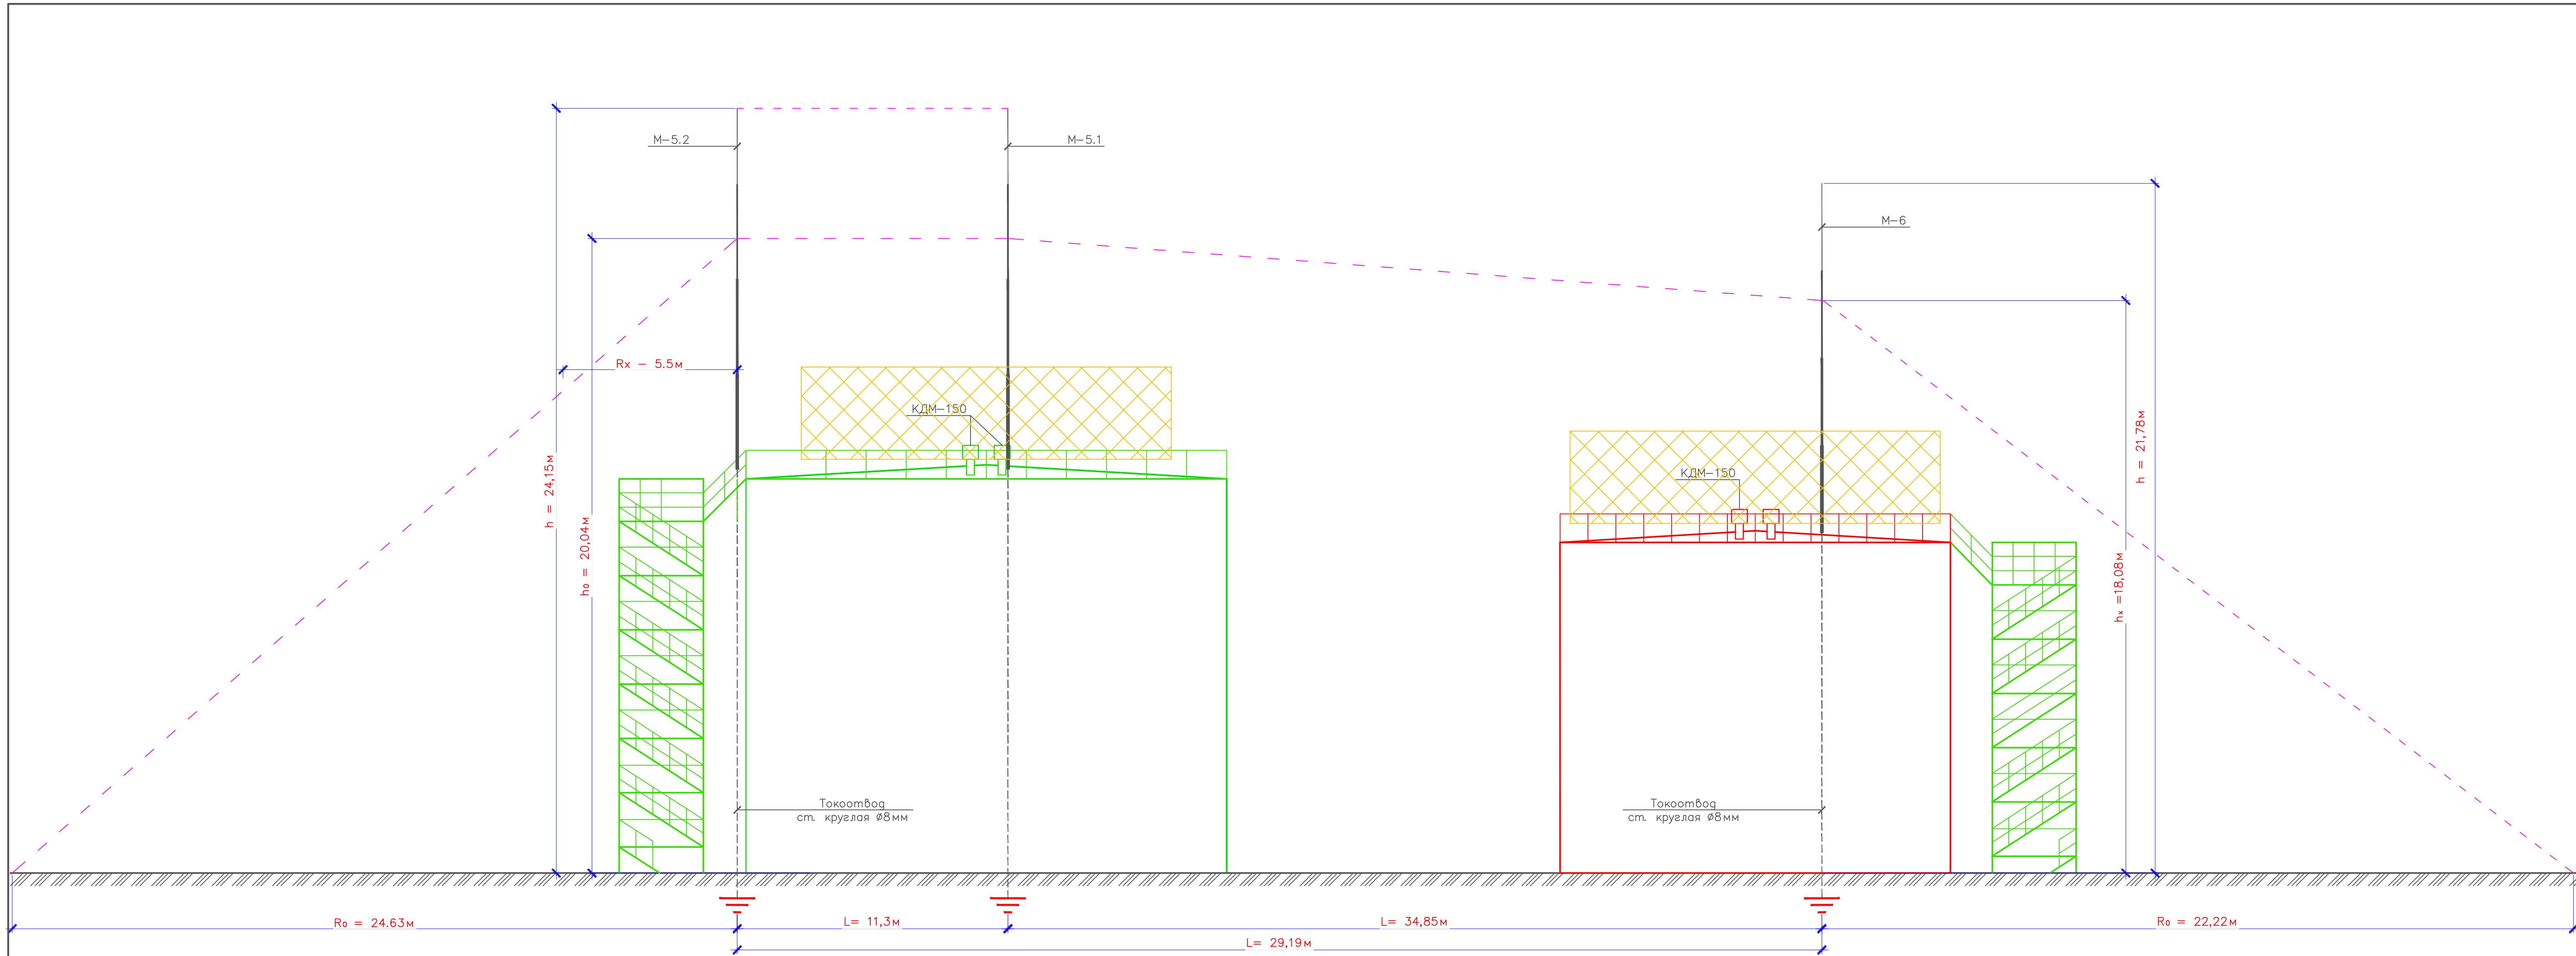 М-5.2
М-5.1
М-6
Rx - 5.5м
КДМ-150
КДМ-150
h = 24,15м
h₀ = 20,04м
h = 21,78м
hₓ =18,08м
Токоотвод
ст. круглая Ø8мм
Токоотвод
ст. круглая Ø8мм
R₀ = 24.63м
L= 11,3м
L= 34,85м
R₀ = 22,22м
L= 29,19м